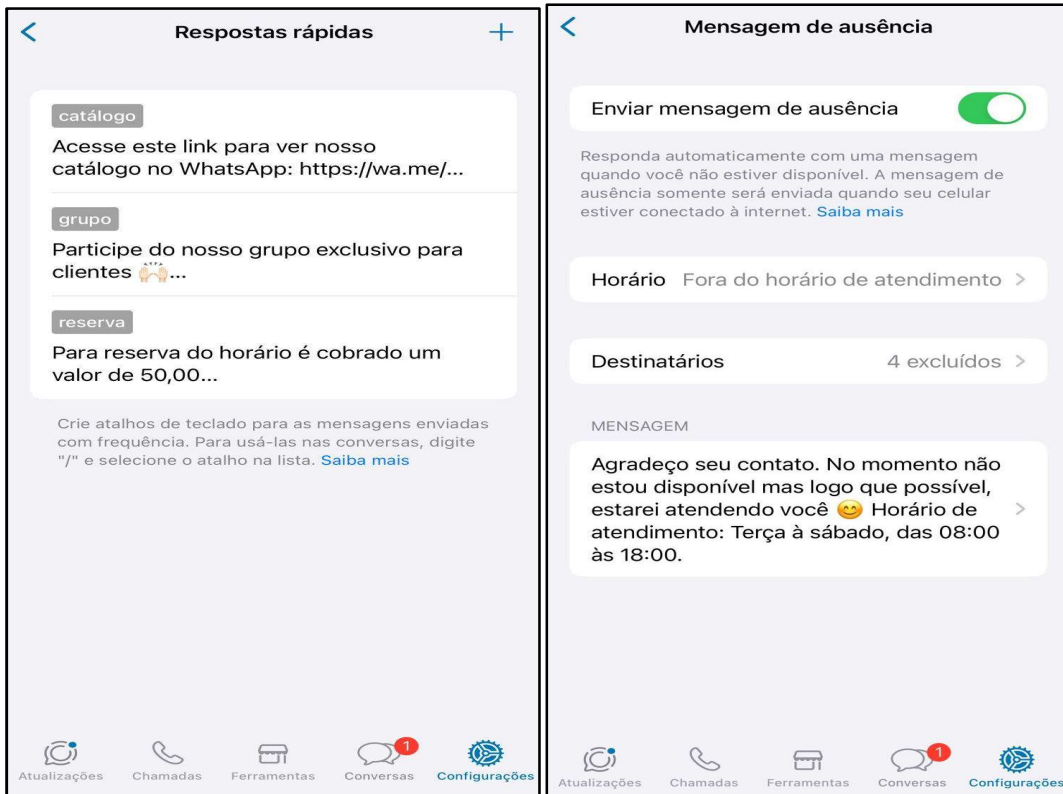 Respostas rápidas
catálogo
Acesse este link para ver nosso
catálogo no WhatsApp: https://wa.me/...
grupo
Participe do nosso grupo exclusivo para
clientes 🙌🏻...
reserva
Para reserva do horário é cobrado um
valor de 50,00...
Crie atalhos de teclado para as mensagens enviadas
com frequência. Para usá-las nas conversas, digite
"/" e selecione o atalho na lista. Saiba mais
Atualizações Chamadas Ferramentas Conversas 1 Configurações
Mensagem de ausência
Enviar mensagem de ausência
Responda automaticamente com uma mensagem
quando você não estiver disponível. A mensagem de
ausência somente será enviada quando seu celular
estiver conectado à internet. Saiba mais
Horário Fora do horário de atendimento >
Destinatários 4 excluídos >
MENSAGEM
Agradeço seu contato. No momento não
estou disponível mas logo que possível,
estarei atendendo você 😊 Horário de
atendimento: Terça à sábado, das 08:00
às 18:00.
Atualizações Chamadas Ferramentas Conversas 1 Configurações